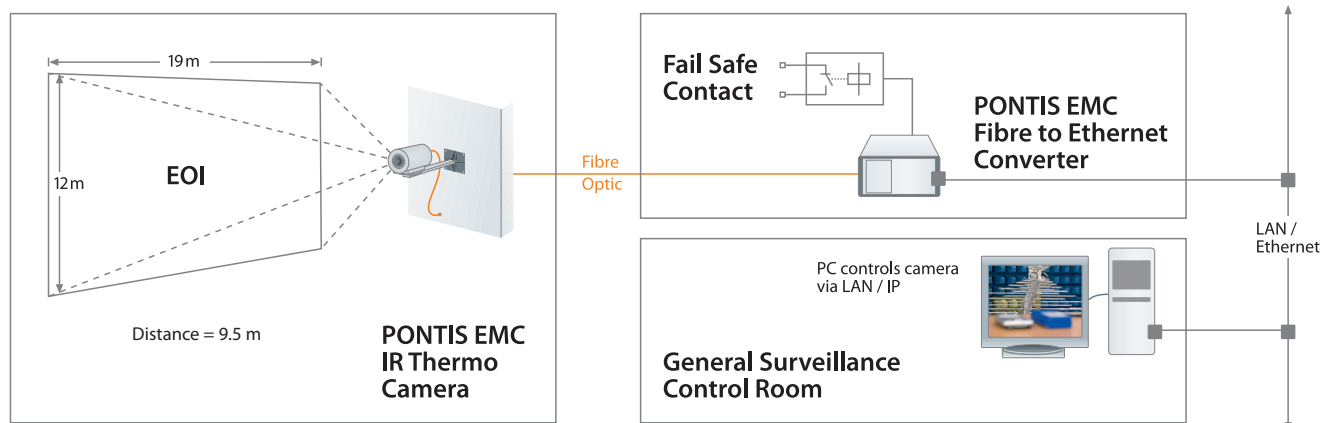 19 m
12 m
EOI
Distance = 9.5 m
PONTIS EMC
IR Thermo
Camera
Fibre
Optic
Fail Safe
Contact
PONTIS EMC
Fibre to Ethernet
Converter
LAN /
Ethernet
PC controls camera
via LAN / IP
General Surveillance
Control Room